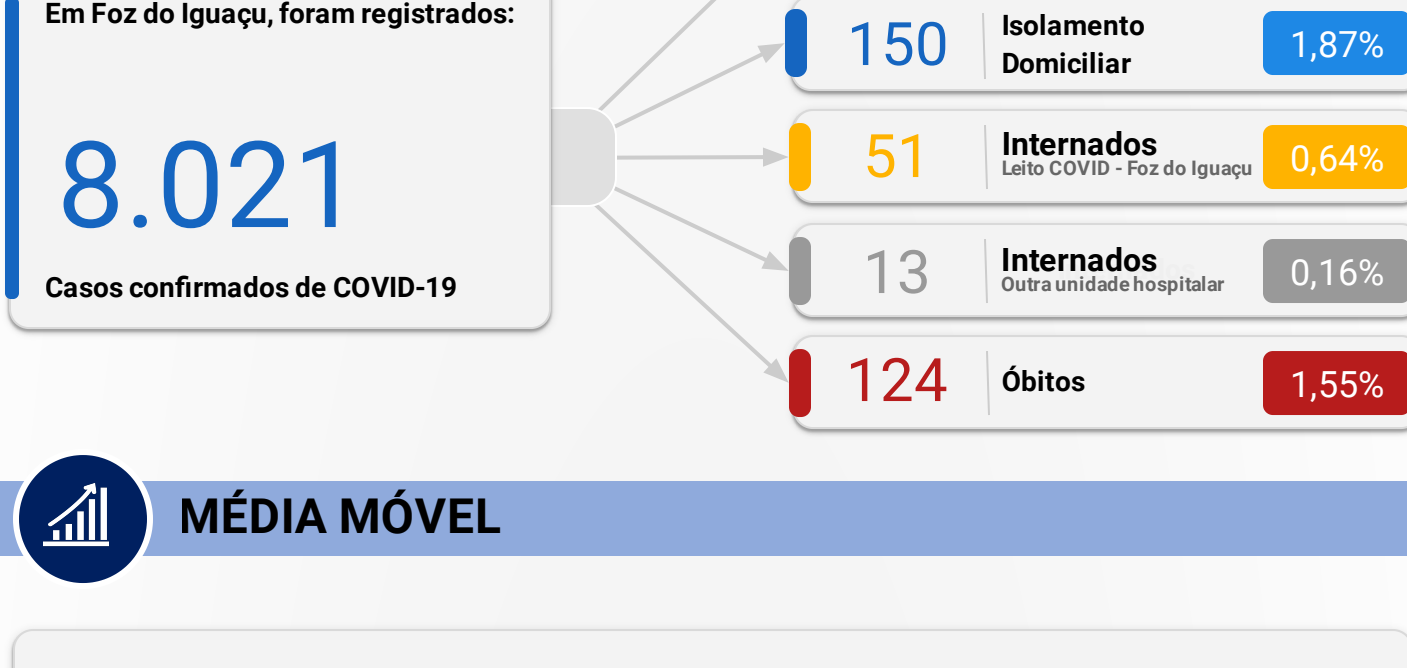 Em Foz do Iguaçu, foram registrados:
8.021
Casos confirmados de COVID-19
150
Isolamento
Domiciliar
1,87%
51
Internados
Leito COVID - Foz do Iguaçu
0,64%
13
Internados
Outra unidade hospitalar
0,16%
124
Óbitos
1,55%
MÉDIA MÓVEL